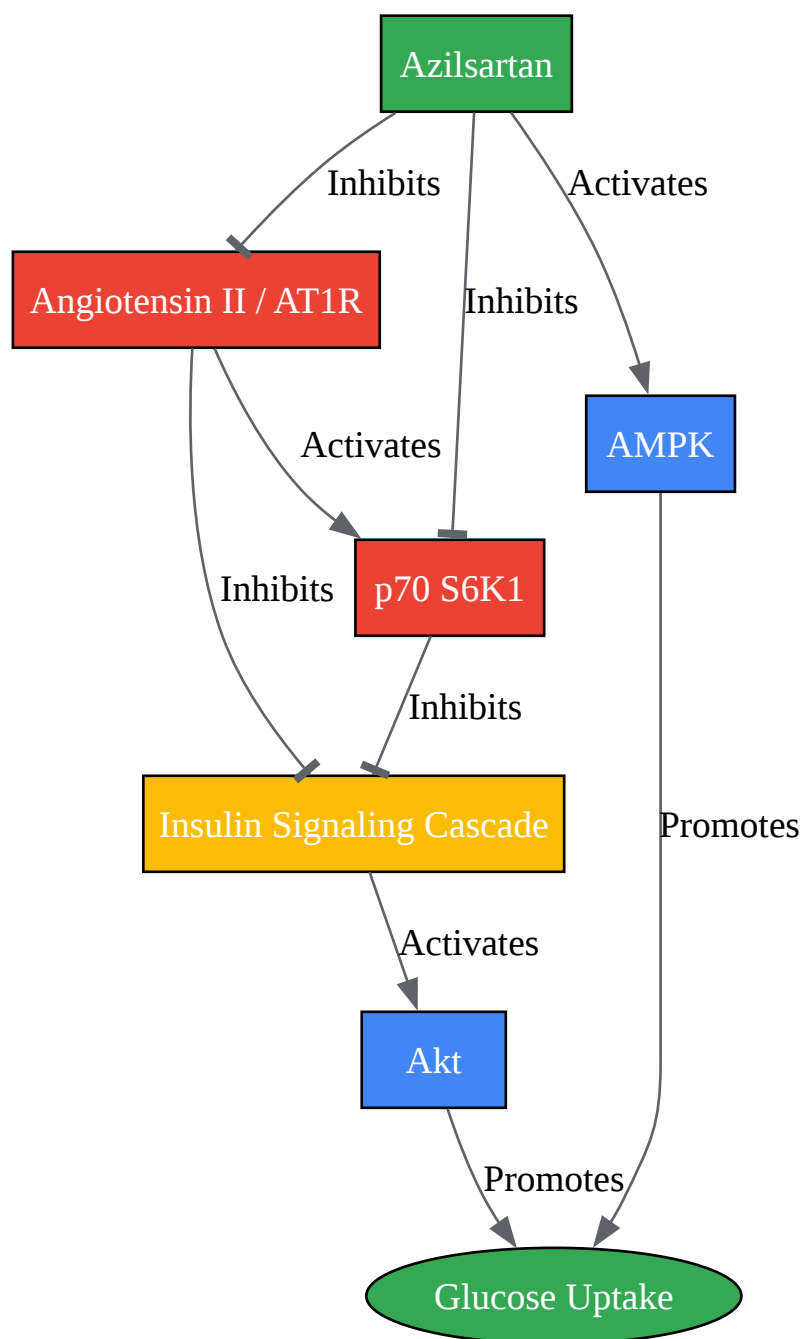 Azilsartan
Inhibits
Activates
Angiotensin II / AT1R
Inhibits
Activates
AMPK
Inhibits
p70 S6K1
Inhibits
Insulin Signaling Cascade
Promotes
Activates
Akt
Promotes
Glucose Uptake